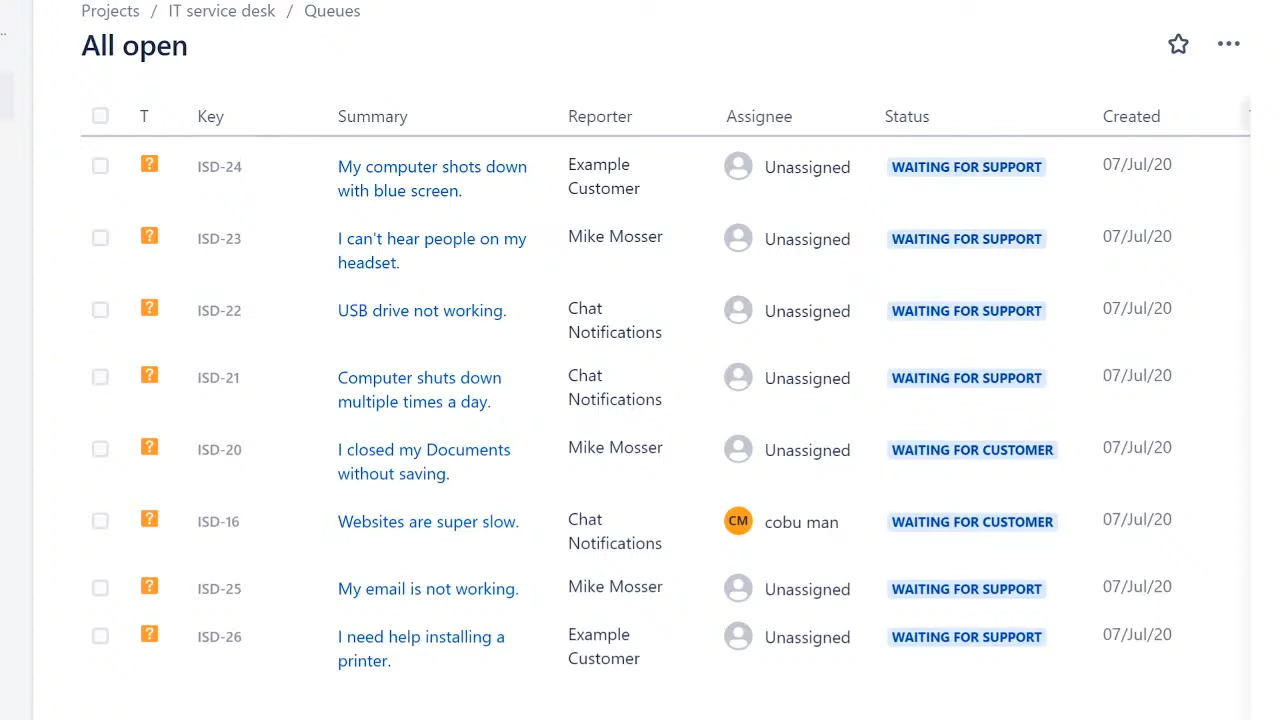 Projects / IT service desk / Queues
All open
T Key Summary Reporter Assignee Status Created
? ISD-24 My computer shots down with blue screen. Example Customer Unassigned WAITING FOR SUPPORT 07/Jul/20
? ISD-23 I can't hear people on my headset. Mike Mosser Unassigned WAITING FOR SUPPORT 07/Jul/20
? ISD-22 USB drive not working. Chat Notifications Unassigned WAITING FOR SUPPORT 07/Jul/20
? ISD-21 Computer shuts down multiple times a day. Chat Notifications Unassigned WAITING FOR SUPPORT 07/Jul/20
? ISD-20 I closed my Documents without saving. Mike Mosser Unassigned WAITING FOR CUSTOMER 07/Jul/20
? ISD-16 Websites are super slow. Chat Notifications CM cobu man WAITING FOR CUSTOMER 07/Jul/20
? ISD-25 My email is not working. Mike Mosser Unassigned WAITING FOR SUPPORT 07/Jul/20
? ISD-26 I need help installing a printer. Example Customer Unassigned WAITING FOR SUPPORT 07/Jul/20